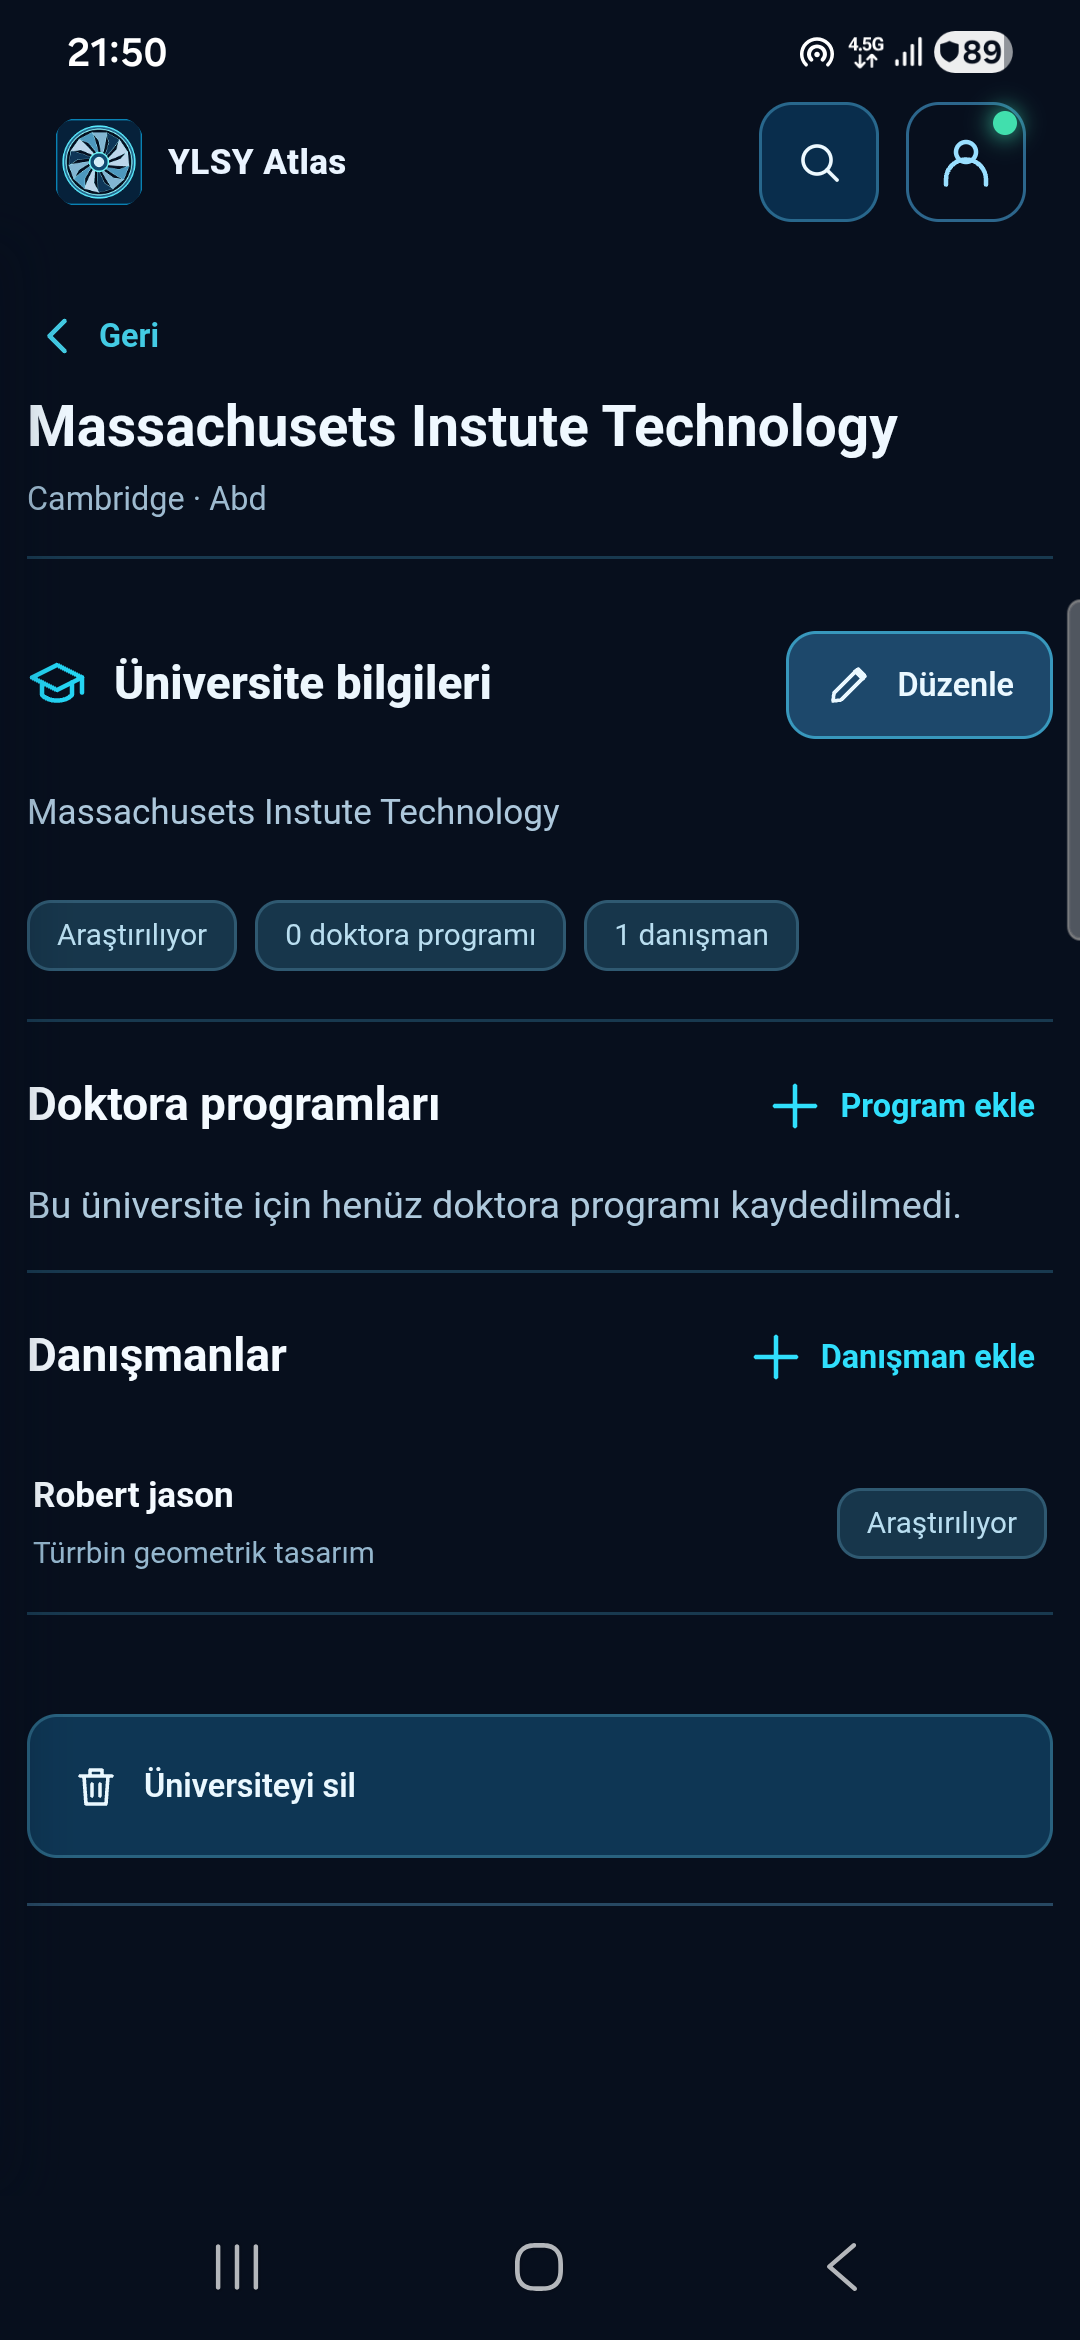 21:50
4.5G
89
YLSY Atlas
Geri
Massachusets Instute Technology
Cambridge · Abd
Üniversite bilgileri
Düzenle
Massachusets Instute Technology
Araştırılıyor
0 doktora programı
1 danışman
Doktora programları
Program ekle
Bu üniversite için henüz doktora programı kaydedilmedi.
Danışmanlar
Danışman ekle
Robert jason
Türrbin geometrik tasarım
Araştırılıyor
Üniversiteyi sil